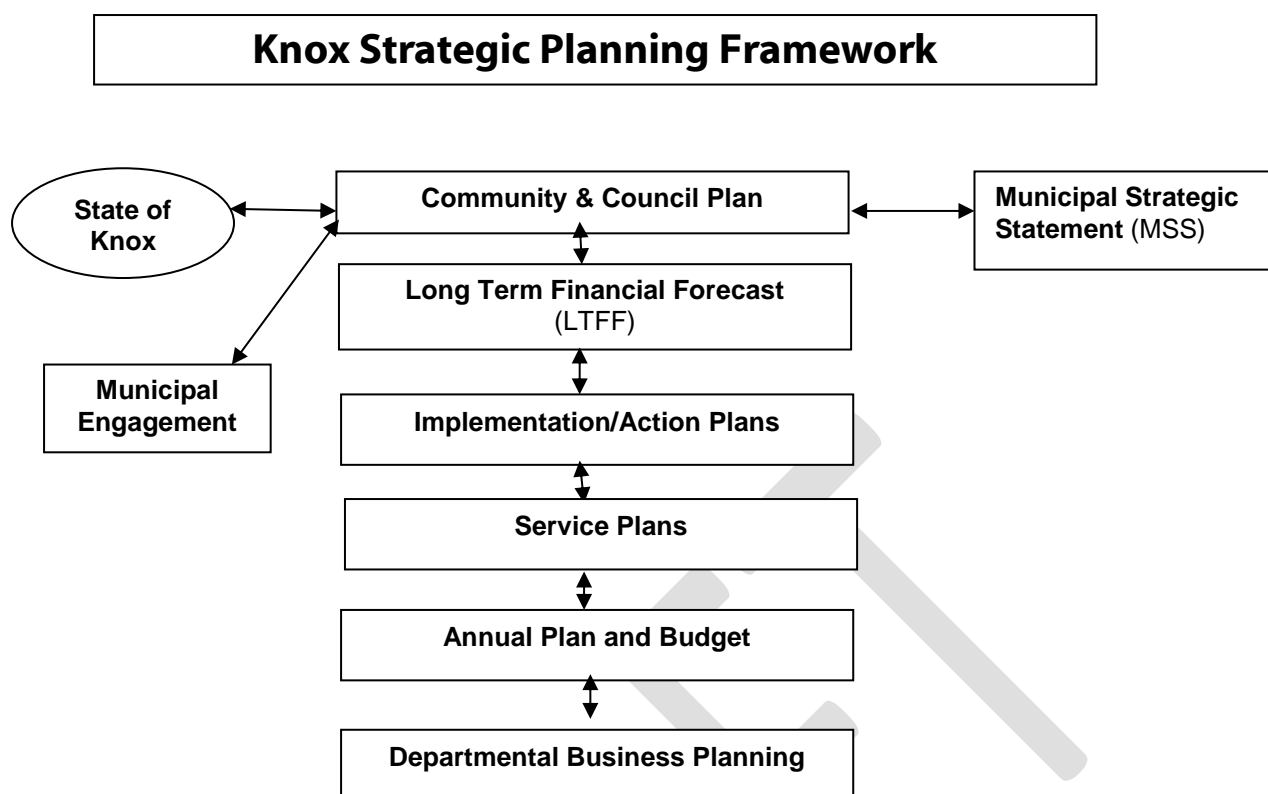 Knox Strategic Planning Framework
State of
Knox
Community & Council Plan
Municipal Strategic
Statement (MSS)
Long Term Financial Forecast
(LTFF)
Municipal
Engagement
Implementation/Action Plans
Service Plans
Annual Plan and Budget
Departmental Business Planning